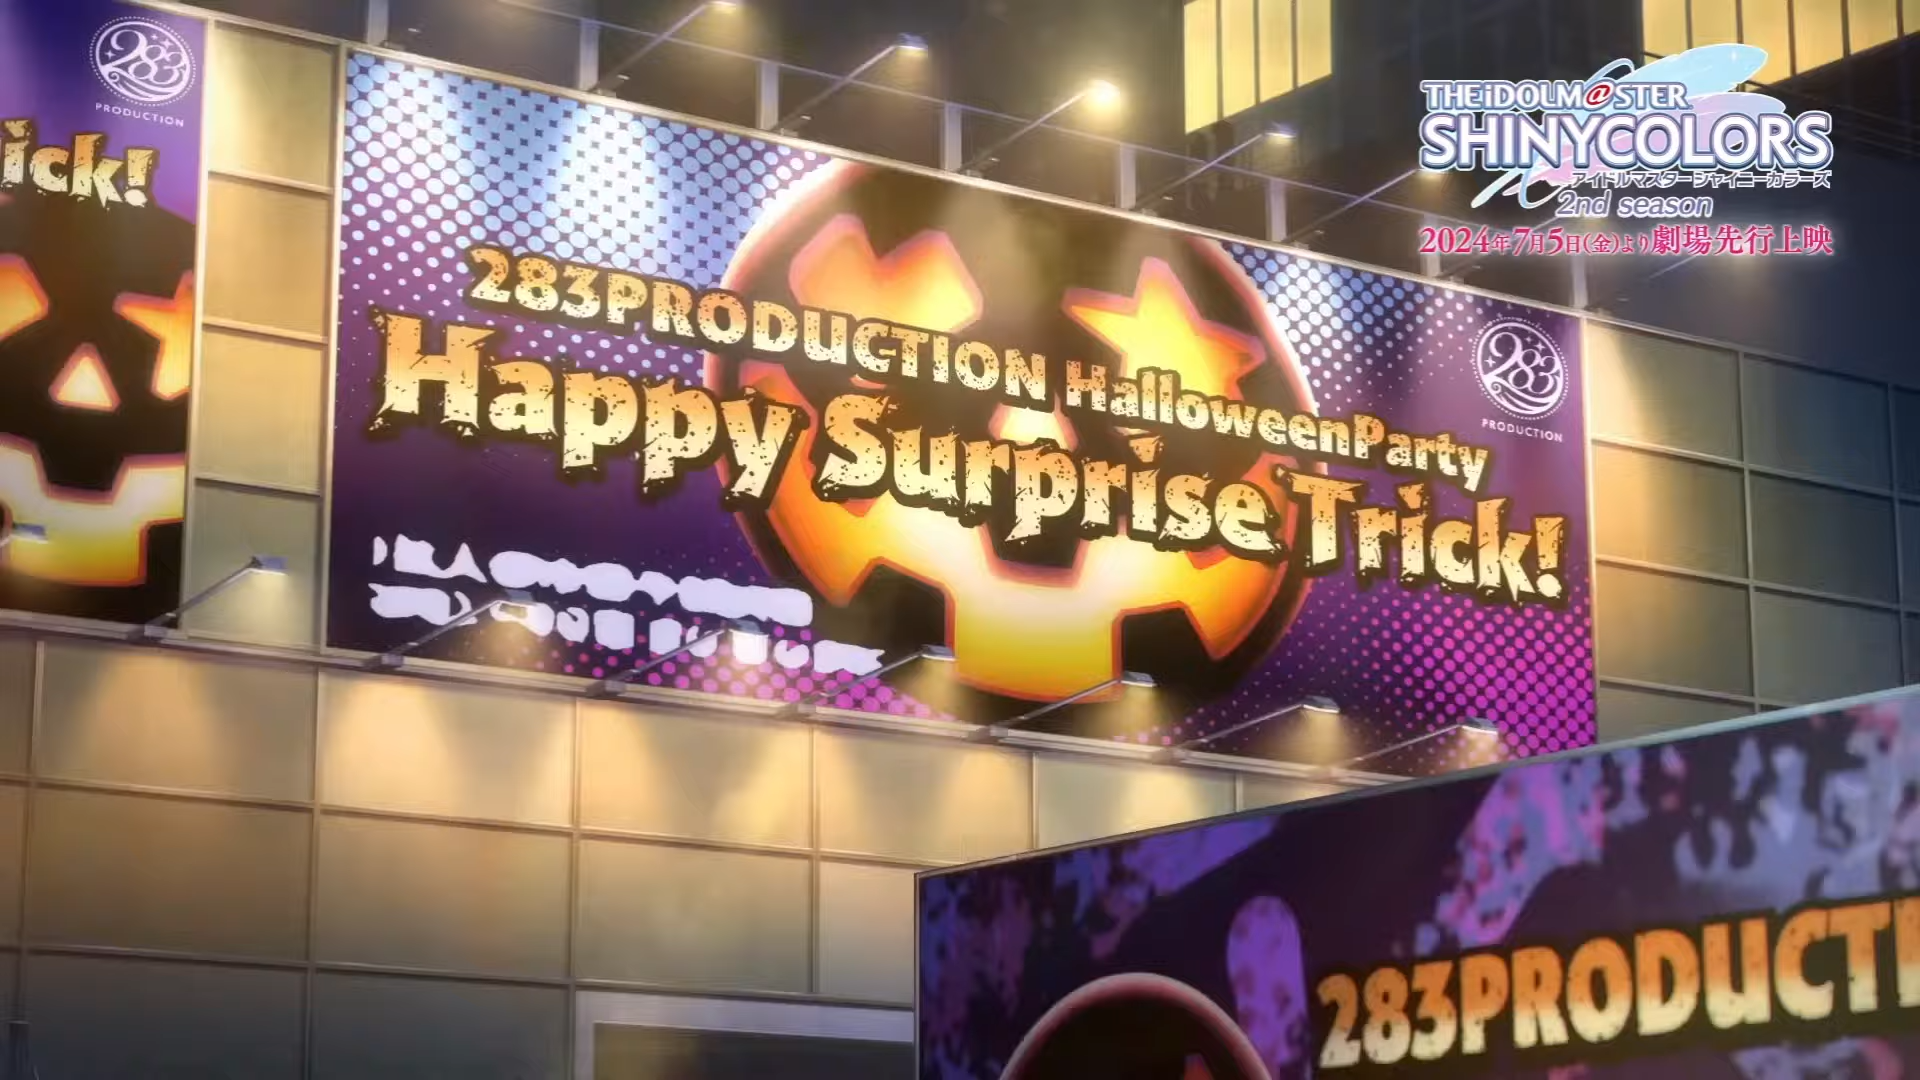 283
PRODUCTION
ick!
283PRODUCTION HalloweenParty
Happy Surprise Trick!
283
PRODUCTION
THE iDOLM@STER
SHINYCOLORS
アイドルマスターシャイニーカラーズ
2nd season
2024年7月5日(金)より劇場先行上映
283PRODUCTI